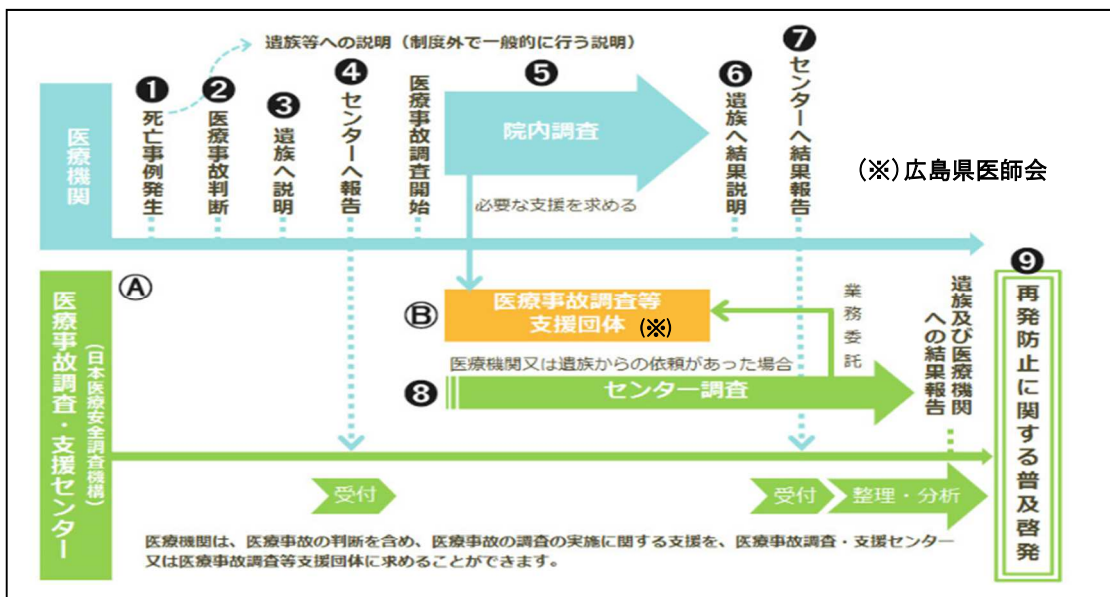 遺族等への説明（制度外で一般的に行う説明）
医療機関
❶死亡事例発生
❷医療事故判断
❸遺族へ説明
❹センターへ報告
医療事故調査開始
❺
院内調査
必要な支援を求める
❻遺族へ結果説明
❼センターへ結果報告
（※）広島県医師会
Ⓐ
医療事故調査・支援センター
（日本医療安全調査機構）
Ⓑ
医療事故調査等
支援団体（※）
業務委託
医療機関又は遺族からの依頼があった場合
❽
センター調査
遺族及び医療機関
への結果報告
❾
再発防止に関する普及啓発
受付
受付
整理・分析
医療機関は、医療事故の判断を含め、医療事故の調査の実施に関する支援を、医療事故調査・支援センター
又は医療事故調査等支援団体に求めることができます。